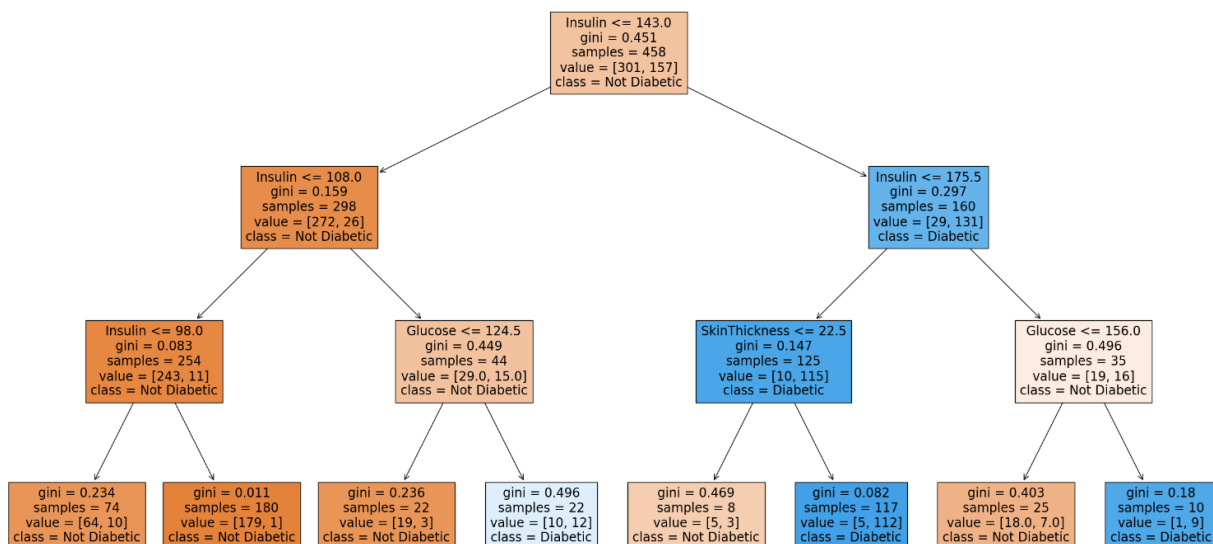 Insulin <= 143.0
gini = 0.451
samples = 458
value = [301, 157]
class = Not Diabetic
Insulin <= 108.0
gini = 0.159
samples = 298
value = [272, 26]
class = Not Diabetic
Insulin <= 175.5
gini = 0.297
samples = 160
value = [29, 131]
class = Diabetic
Insulin <= 98.0
gini = 0.083
samples = 254
value = [243, 11]
class = Not Diabetic
Glucose <= 124.5
gini = 0.449
samples = 44
value = [29.0, 15.0]
class = Not Diabetic
SkinThickness <= 22.5
gini = 0.147
samples = 125
value = [10, 115]
class = Diabetic
Glucose <= 156.0
gini = 0.496
samples = 35
value = [19, 16]
class = Not Diabetic
gini = 0.234
samples = 74
value = [64, 10]
class = Not Diabetic
gini = 0.011
samples = 180
value = [179, 1]
class = Not Diabetic
gini = 0.236
samples = 22
value = [19, 3]
class = Not Diabetic
gini = 0.496
samples = 22
value = [10, 12]
class = Diabetic
gini = 0.469
samples = 8
value = [5, 3]
class = Not Diabetic
gini = 0.082
samples = 117
value = [5, 112]
class = Diabetic
gini = 0.403
samples = 25
value = [18.0, 7.0]
class = Not Diabetic
gini = 0.18
samples = 10
value = [1, 9]
class = Diabetic